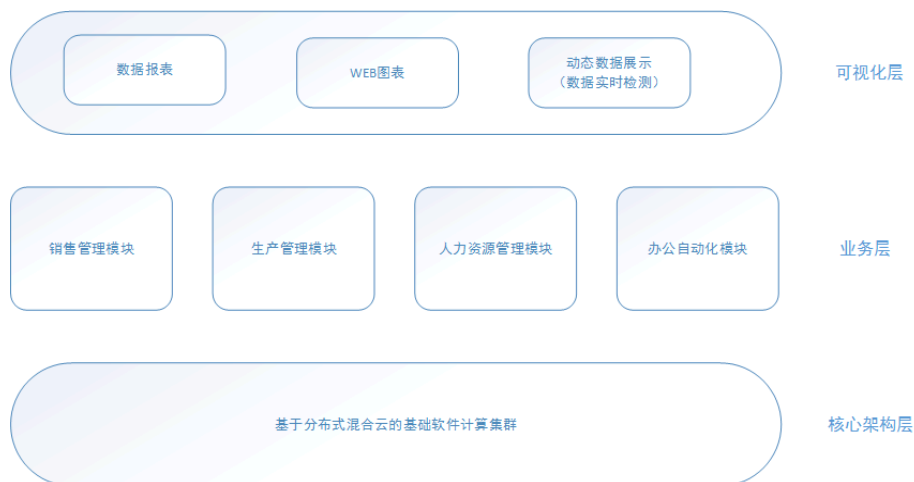 数据报表
WEB图表
动态数据展示
（数据实时检测）
可视化层
销售管理模块
生产管理模块
人力资源管理模块
办公自动化模块
业务层
基于分布式混合云的基础软件计算集群
核心架构层